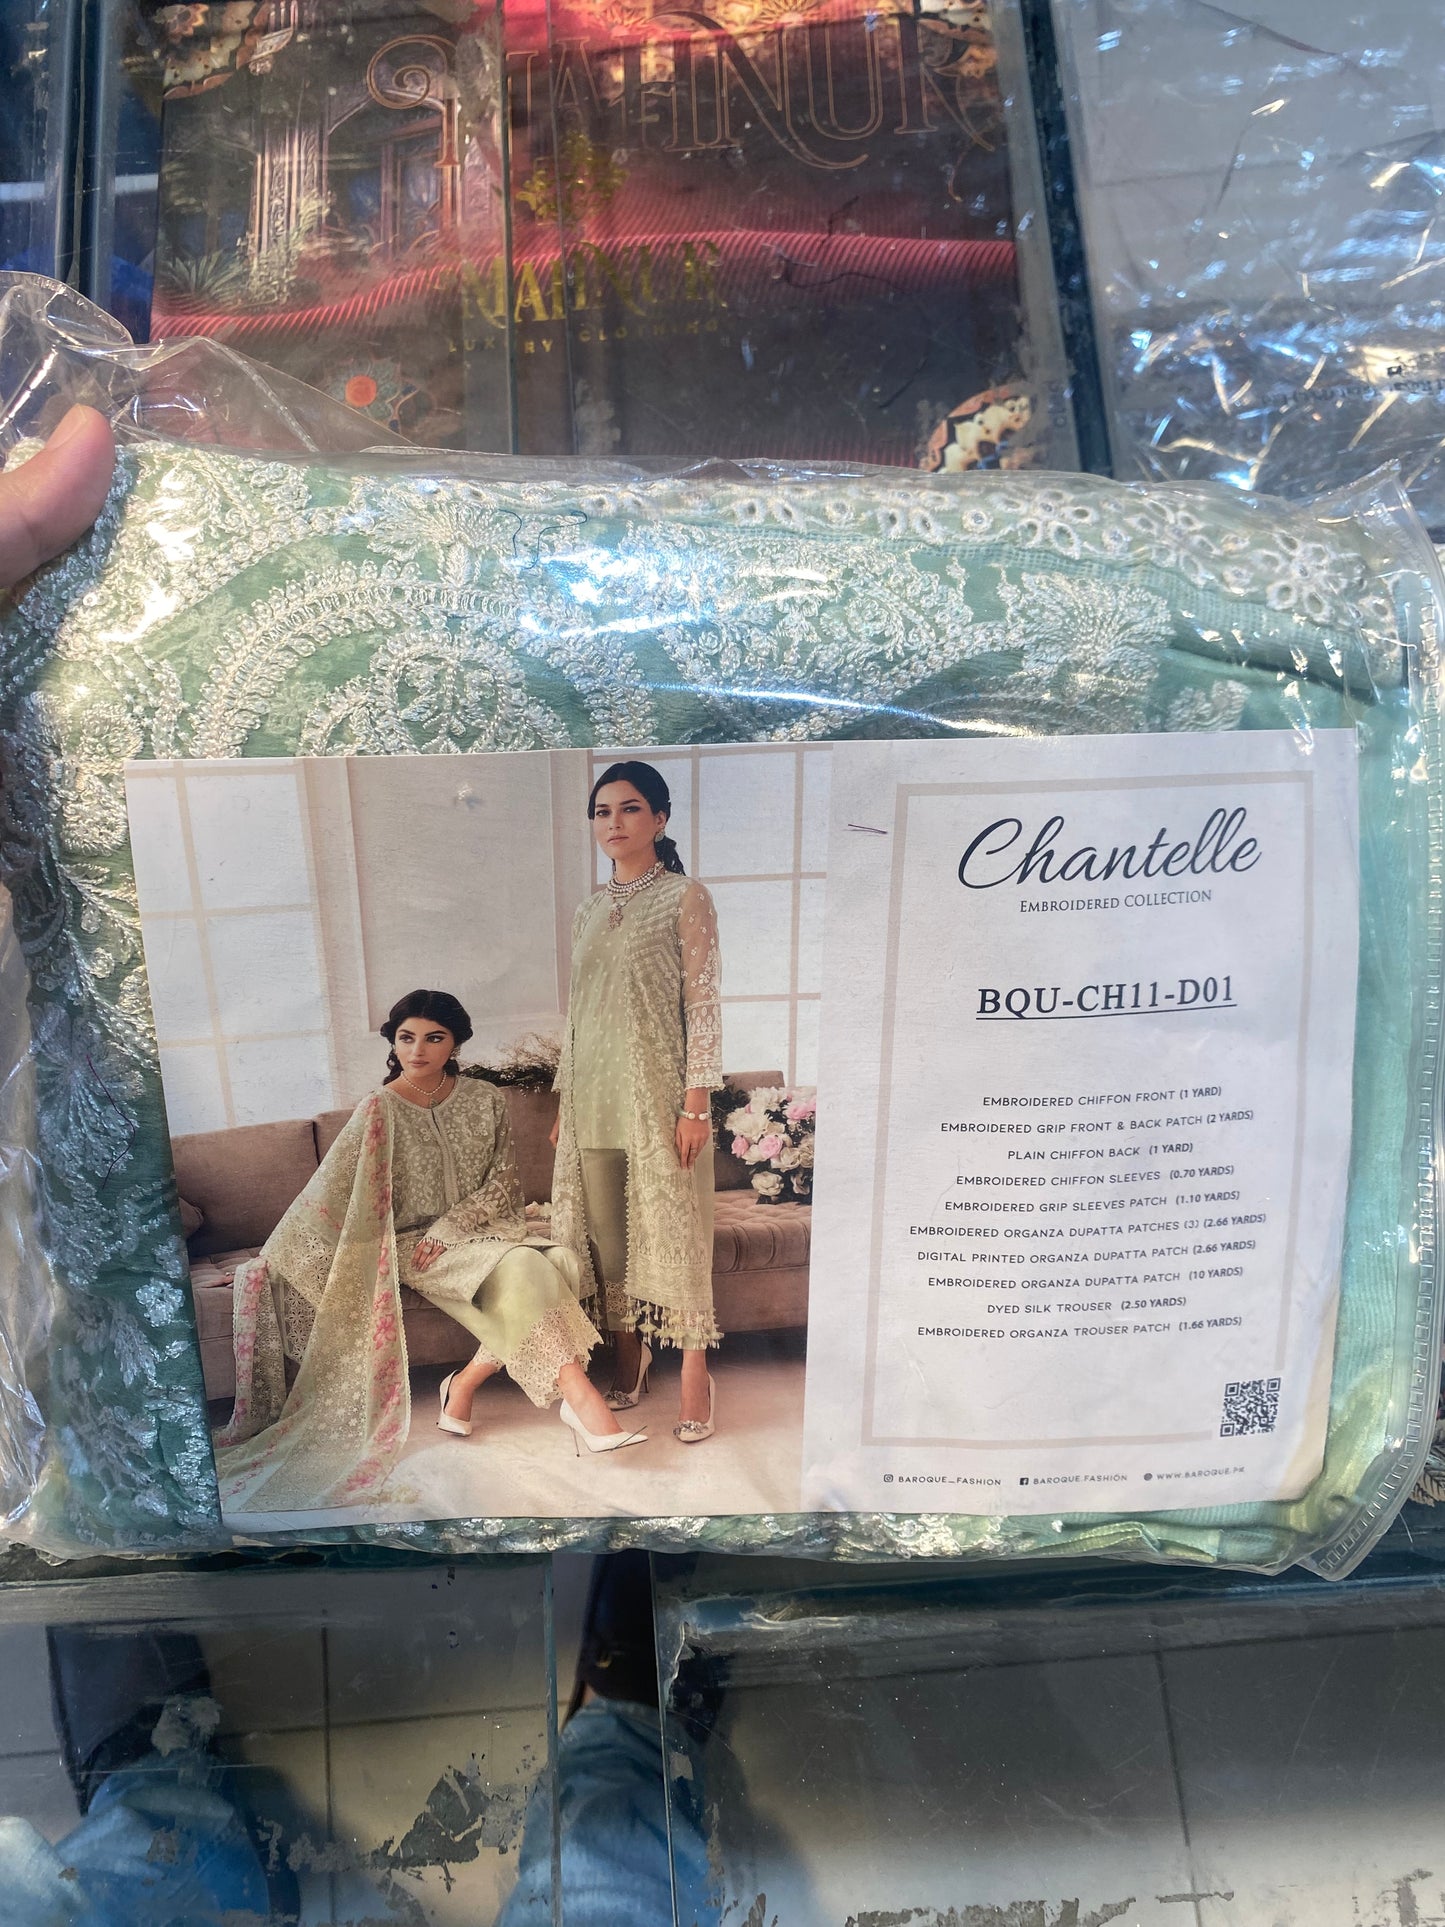 MAHNUR
MAHNUR
LUXURY CLOTHING
Chantelle
EMBROIDERED COLLECTION
BQU-CH11-D01
EMBROIDERED CHIFFON FRONT (1 YARD)
EMBROIDERED GRIP FRONT & BACK PATCH (2 YARDS)
PLAIN CHIFFON BACK (1 YARD)
EMBROIDERED CHIFFON SLEEVES (0.70 YARDS)
EMBROIDERED GRIP SLEEVES PATCH (1.10 YARDS)
EMBROIDERED ORGANZA DUPATTA PATCHES (3) (2.66 YARDS)
DIGITAL PRINTED ORGANZA DUPATTA PATCH (2.66 YARDS)
EMBROIDERED ORGANZA DUPATTA PATCH (10 YARDS)
DYED SILK TROUSER (2.50 YARDS)
EMBROIDERED ORGANZA TROUSER PATCH (1.66 YARDS)
BAROQUE_FASHION BAROQUE.FASHION WWW.BAROQUE.PK